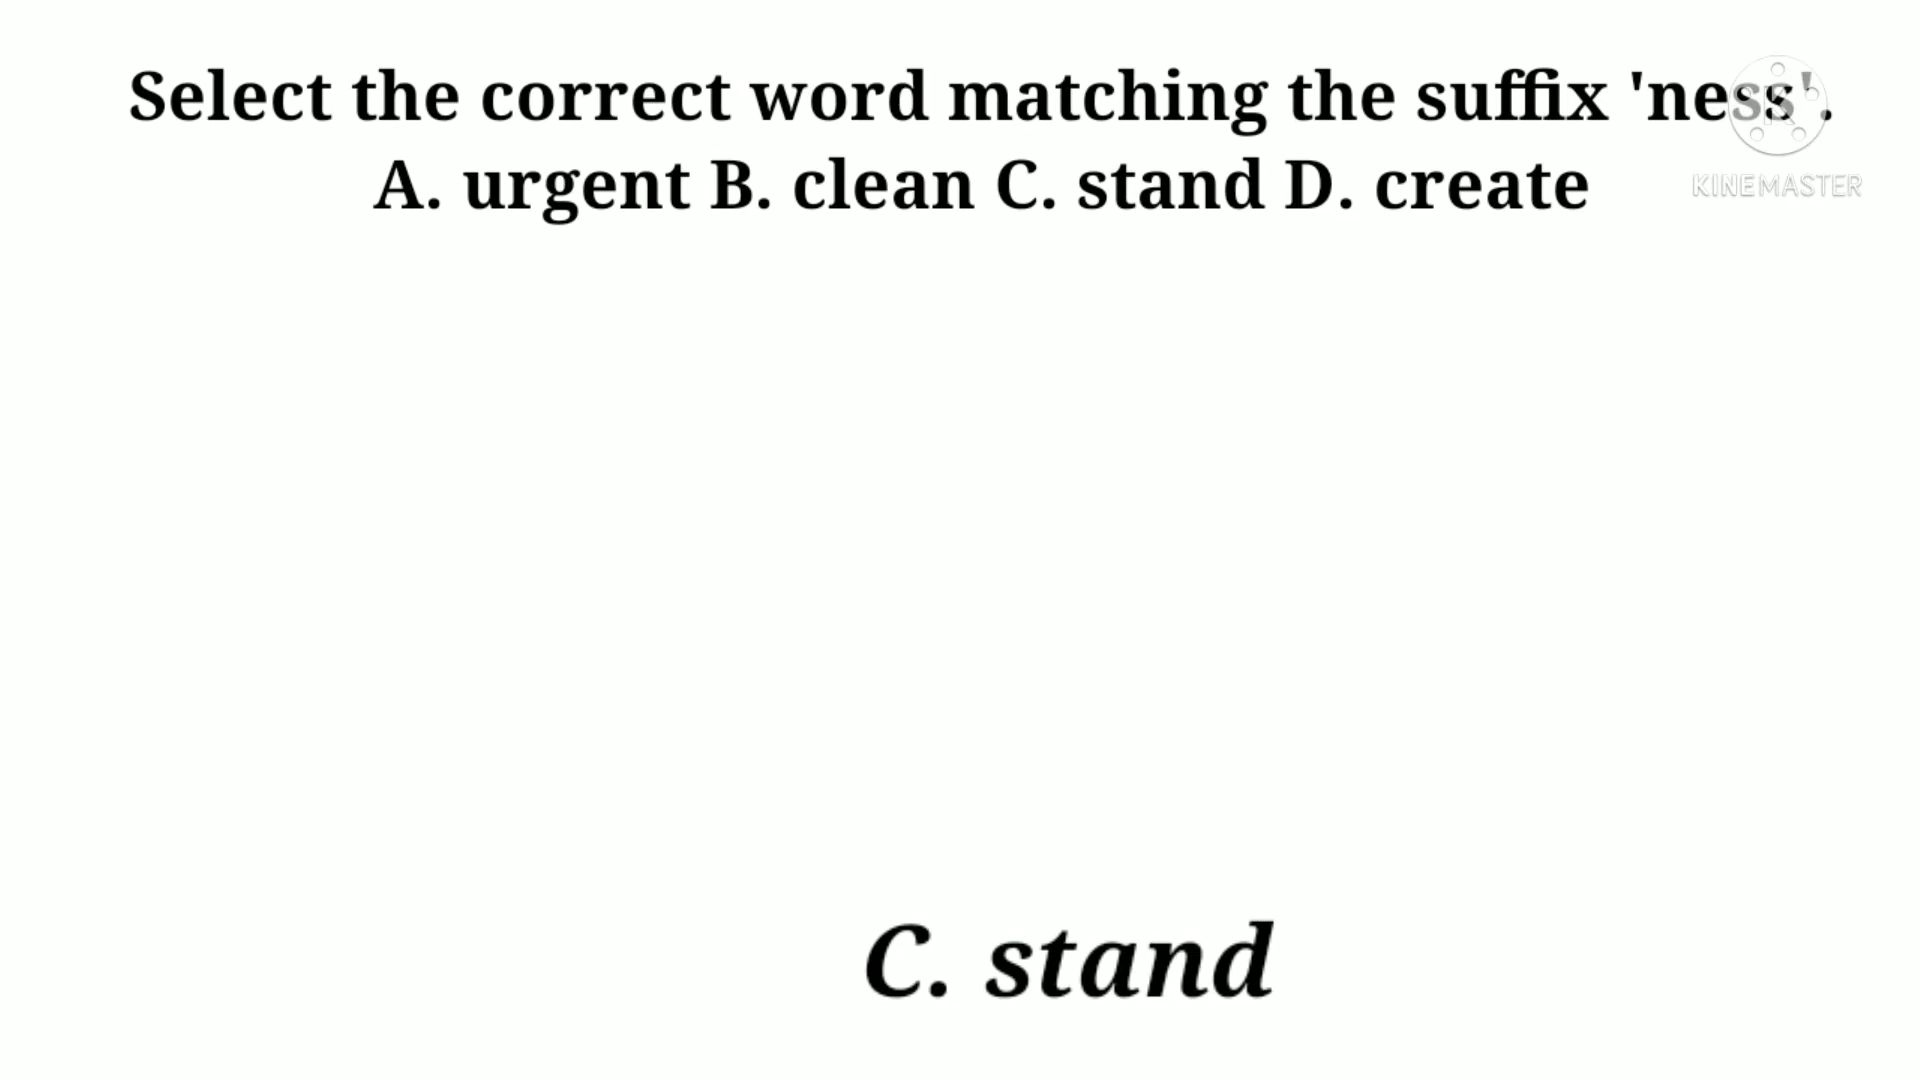 Select the correct word matching the suffix 'ness'.
A. urgent B. clean C. stand D. create
KINEMASTER
C. stand